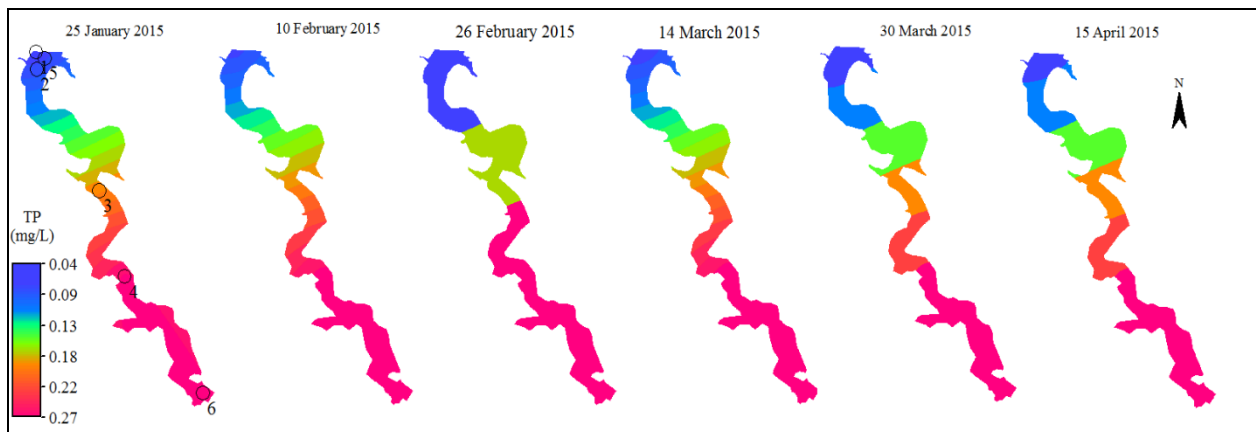 25 January 2015
10 February 2015
26 February 2015
14 March 2015
30 March 2015
15 April 2015
N
1
5
2
3
TP
(mg/L)
0.04
0.09
0.13
0.18
0.22
0.27
4
6